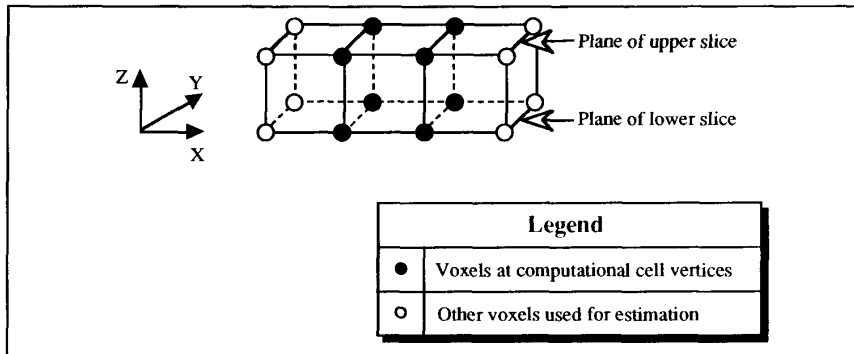 Plane of upper slice
Z
Y
X
Plane of lower slice
Legend
Voxels at computational cell vertices
Other voxels used for estimation